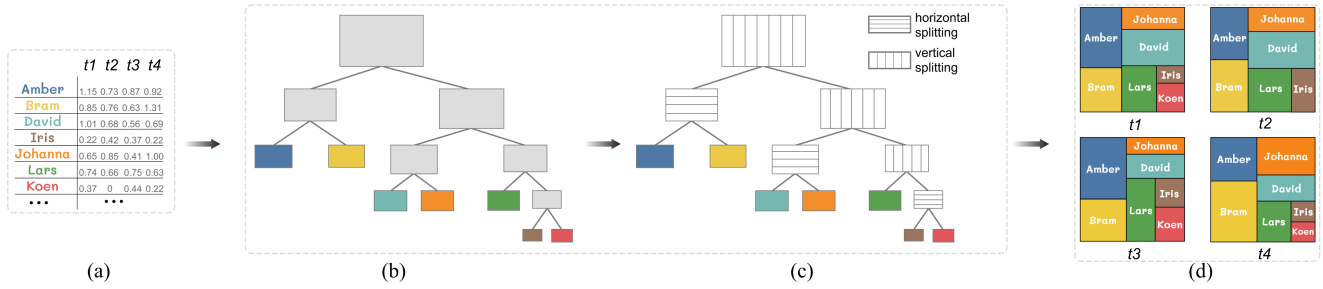 t1 t2 t3 t4
Amber 1.15 0.73 0.87 0.92
Bram 0.85 0.76 0.63 1.31
David 1.01 0.68 0.56 0.69
Iris 0.22 0.42 0.37 0.22
Johanna 0.65 0.85 0.41 1.00
Lars 0.74 0.66 0.75 0.63
Koen 0.37 0 0.44 0.22
••• •••
(a)
(b)
horizontal
splitting
vertical
splitting
(c)
Amber
Johanna
David
Bram
Lars
Iris
Koen
t1
Amber
Johanna
David
Bram
Lars
Iris
t2
Amber
Johanna
David
Bram
Lars
Iris
Koen
t3
Amber
Johanna
David
Bram
Lars
Iris
Koen
t4
(d)